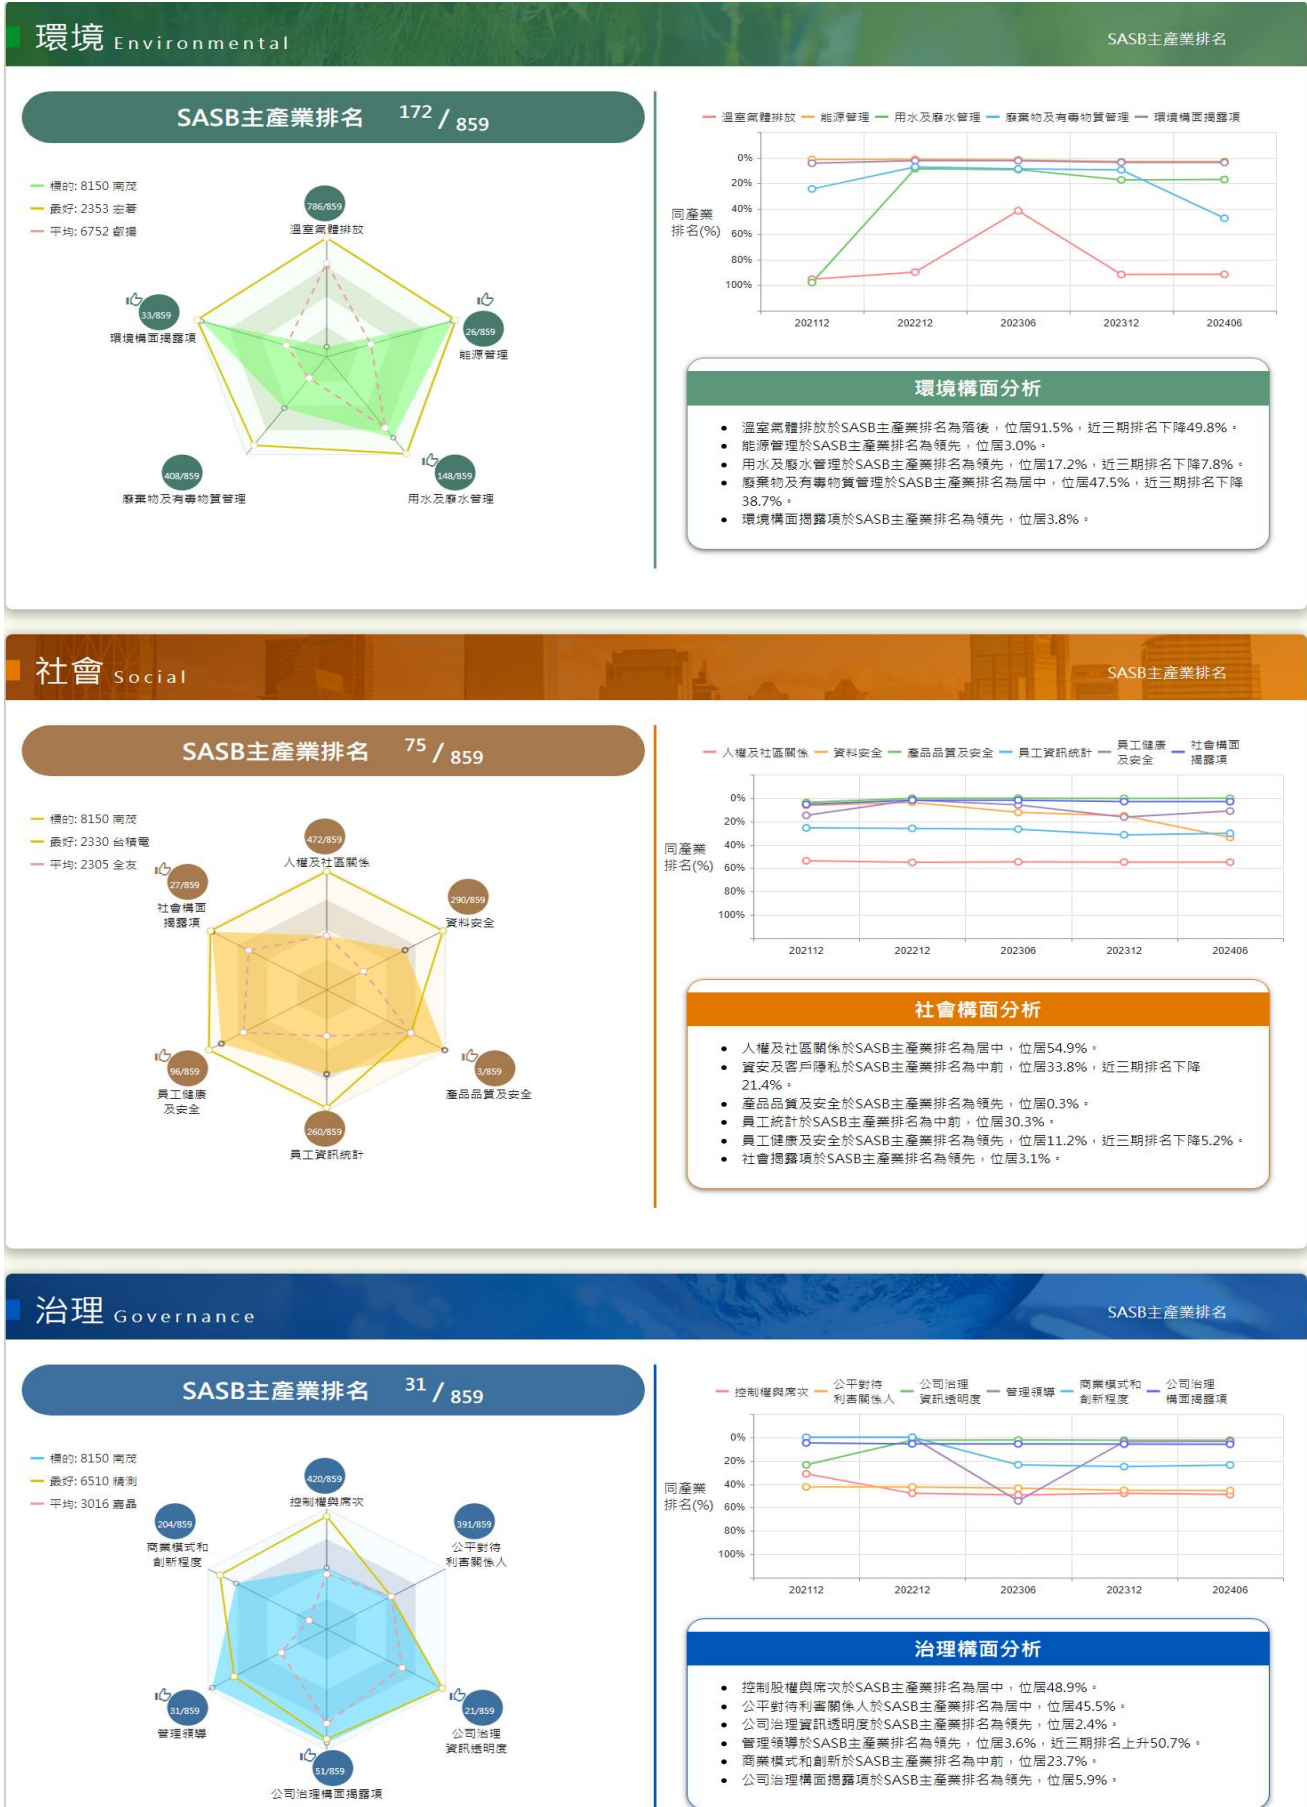 環境 Environmental
SASB主產業排名
SASB主產業排名 172 / 859
標的: 8150 南茂
最好: 2353 宏碁
平均: 6752 叡揚
786/859
溫室氣體排放
33/859
環境構面揭露項
26/859
能源管理
408/859
廢棄物及有毒物質管理
148/859
用水及廢水管理
溫室氣體排放 能源管理 用水及廢水管理 廢棄物及有毒物質管理 環境構面揭露項
同產業
排名(%)
0%
20%
40%
60%
80%
100%
202112 202212 202306 202312 202406
環境構面分析
• 溫室氣體排放於SASB主產業排名為落後，位居91.5%，近三期排名下降49.8%。
• 能源管理於SASB主產業排名為領先，位居3.0%。
• 用水及廢水管理於SASB主產業排名為領先，位居17.2%，近三期排名下降7.8%。
• 廢棄物及有毒物質管理於SASB主產業排名為居中，位居47.5%，近三期排名下降
38.7%。
• 環境構面揭露項於SASB主產業排名為領先，位居3.8%。
社會 Social
SASB主產業排名
SASB主產業排名 75 / 859
標的: 8150 南茂
最好: 2330 台積電
平均: 2305 全友
472/859
人權及社區關係
27/859
社會構面
揭露項
290/859
資料安全
96/859
員工健康
及安全
3/859
產品品質及安全
260/859
員工資訊統計
人權及社區關係 資料安全 產品品質及安全 員工資訊統計 員工健康
及安全 社會構面
揭露項
同產業
排名(%)
0%
20%
40%
60%
80%
100%
202112 202212 202306 202312 202406
社會構面分析
• 人權及社區關係於SASB主產業排名為居中，位居54.9%。
• 資安及客戶隱私於SASB主產業排名為中前，位居33.8%，近三期排名下降
21.4%。
• 產品品質及安全於SASB主產業排名為領先，位居0.3%。
• 員工統計於SASB主產業排名為中前，位居30.3%。
• 員工健康及安全於SASB主產業排名為領先，位居11.2%，近三期排名下降5.2%。
• 社會揭露項於SASB主產業排名為領先，位居3.1%。
治理 Governance
SASB主產業排名
SASB主產業排名 31 / 859
標的: 8150 南茂
最好: 6510 精測
平均: 3016 嘉晶
420/859
控制權與席次
204/859
商業模式和
創新程度
391/859
公平對待
利害關係人
31/859
管理領導
21/859
公司治理
資訊透明度
51/859
公司治理構面揭露項
控制權與席次 公平對待
利害關係人 公司治理
資訊透明度 管理領導 商業模式和
創新程度 公司治理
構面揭露項
同產業
排名(%)
0%
20%
40%
60%
80%
100%
202112 202212 202306 202312 202406
治理構面分析
• 控制股權與席次於SASB主產業排名為居中，位居48.9%。
• 公平對待利害關係人於SASB主產業排名為居中，位居45.5%。
• 公司治理資訊透明度於SASB主產業排名為領先，位居2.4%。
• 管理領導於SASB主產業排名為領先，位居3.6%，近三期排名上升50.7%。
• 商業模式和創新於SASB主產業排名為中前，位居23.7%。
• 公司治理構面揭露項於SASB主產業排名為領先，位居5.9%。